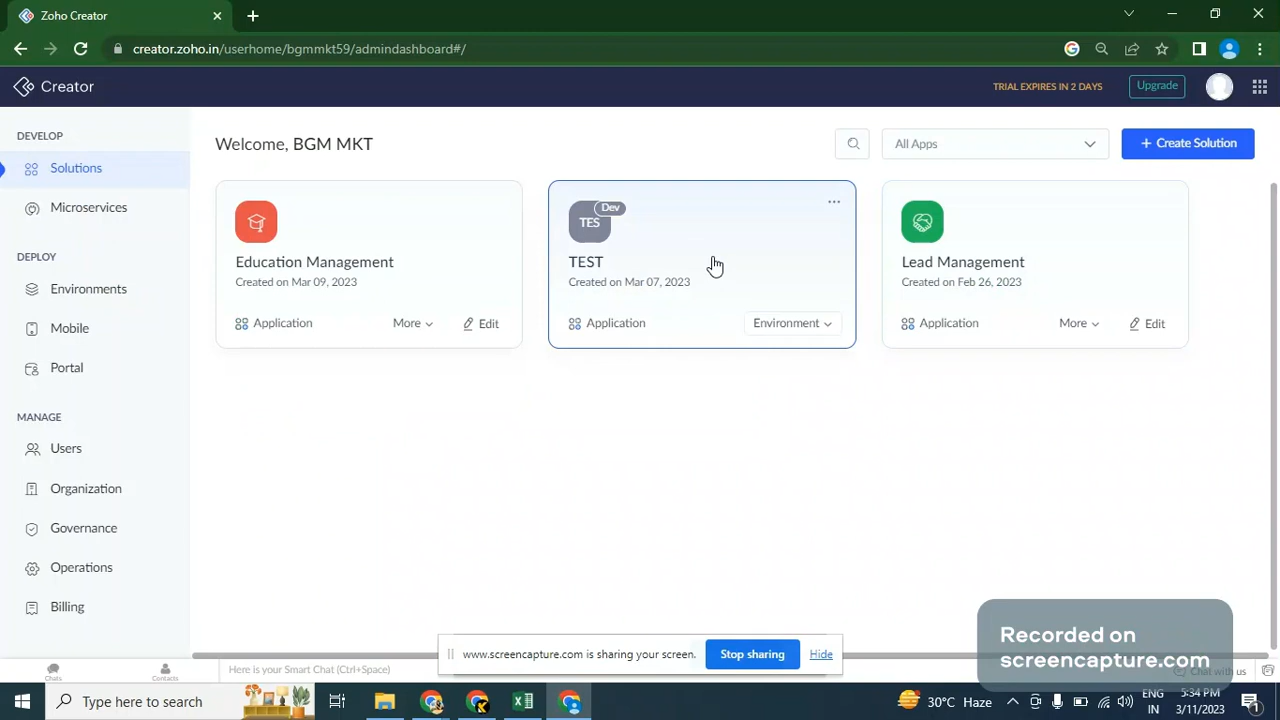 Zoho Creator
creator.zoho.in/userhome/bgmmkt59/admindashboard#/
Creator
TRIAL EXPIRES IN 2 DAYS
Upgrade
DEVELOP
Solutions
Microservices
DEPLOY
Environments
Mobile
Portal
MANAGE
Users
Organization
Governance
Operations
Billing
Welcome, BGM MKT
All Apps
+ Create Solution
Education Management
Created on Mar 09, 2023
Application
More
Edit
TES
Dev
TEST
Created on Mar 07, 2023
Application
Environment
Lead Management
Created on Feb 26, 2023
Application
More
Edit
www.screencapture.com is sharing your screen.
Stop sharing
Hide
Recorded on
screencapture.com
Chats
Contacts
Here is your Smart Chat (Ctrl+Space)
Chat with us
Type here to search
30°C Haze
ENG
IN
5:34 PM
3/11/2023
1